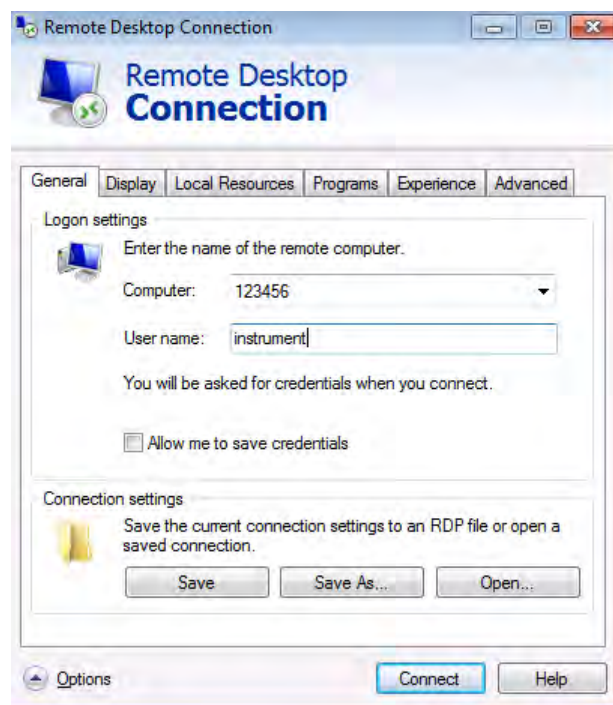 Remote Desktop Connection
Remote Desktop
Connection
General Display Local Resources Programs Experience Advanced
Logon settings
Enter the name of the remote computer.
Computer: 123456
User name: instrument
You will be asked for credentials when you connect.
Allow me to save credentials
Connection settings
Save the current connection settings to an RDP file or open a
saved connection.
Save Save As... Open...
Options Connect Help